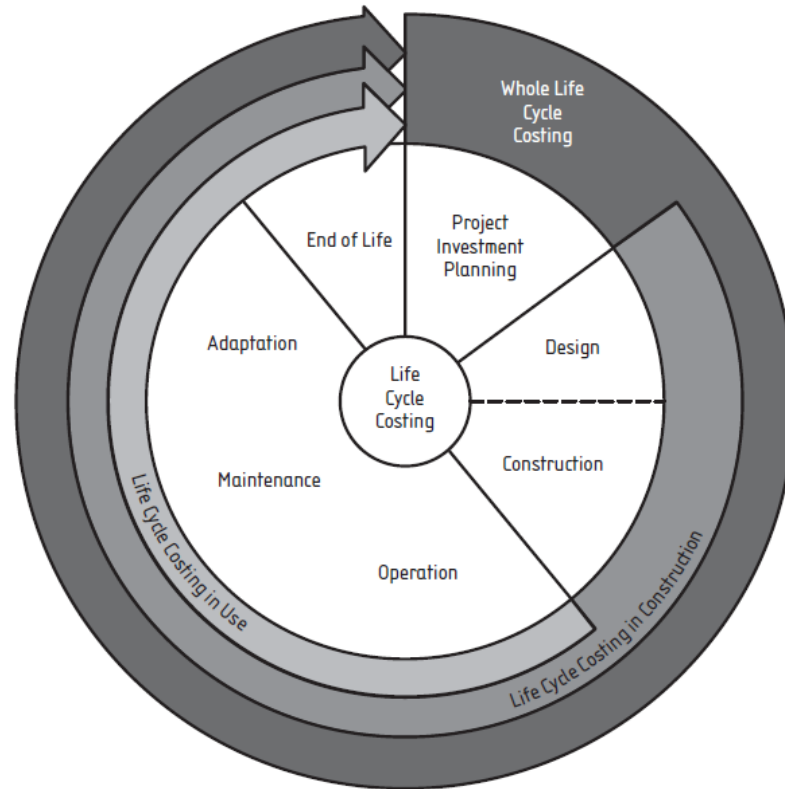 Whole Life
Cycle
Costing
Project
Investment
Planning
End of Life
Design
Adaptation
Life
Cycle
Costing
Construction
Maintenance
Operation
Life Cycle Costing in Use
Life Cycle Costing in Construction